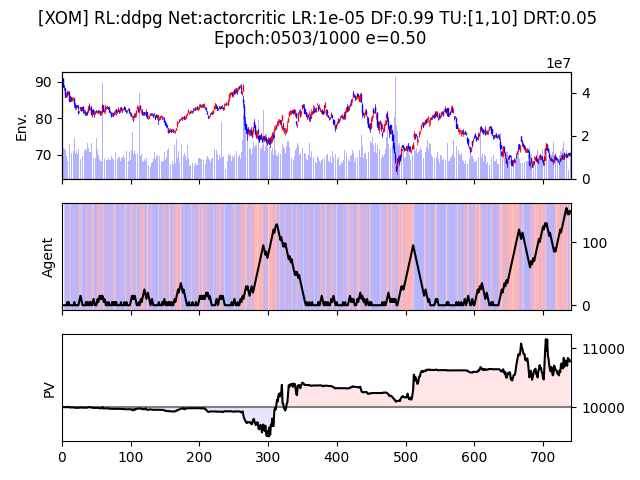 [XOM] RL:ddpg Net:actorcritic LR:1e-05 DF:0.99 TU:[1,10] DRT:0.05
Epoch:0503/1000 e=0.50
1e7
90
80
70
Env.
4
2
0
Agent
100
0
PV
11000
10000
0 100 200 300 400 500 600 700